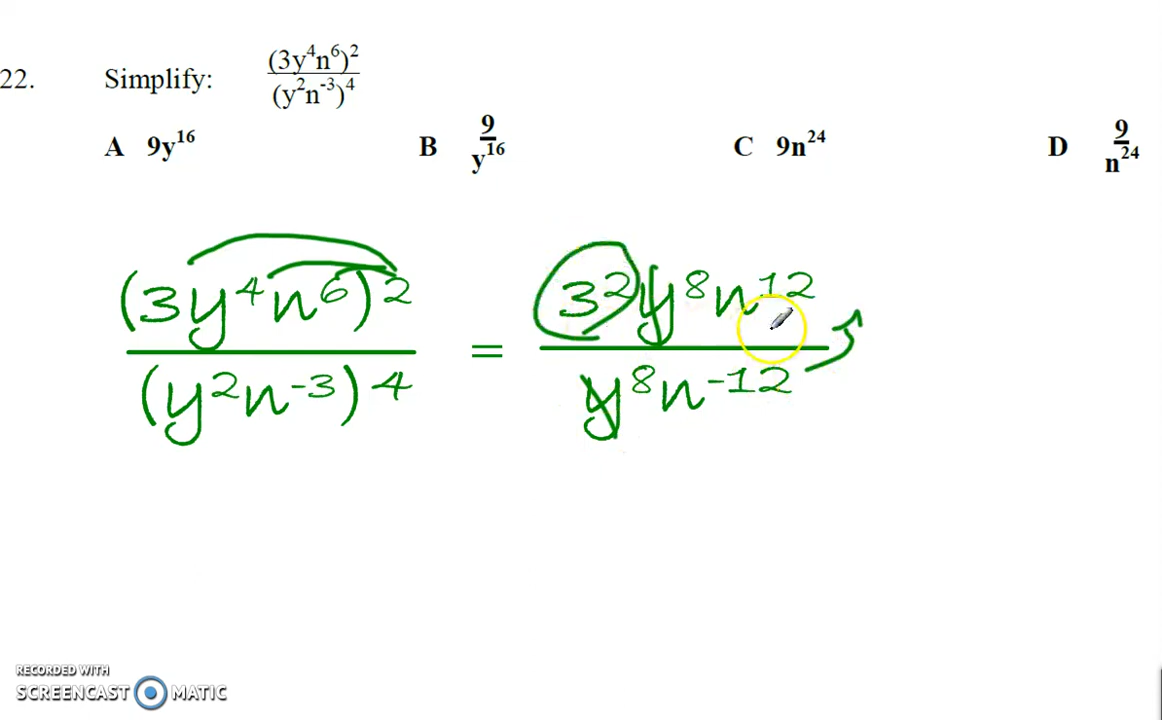 22. Simplify: (3y⁴n⁶)²
(y²n⁻³)⁴
A 9y¹⁶ B 9/y¹⁶ C 9n²⁴ D 9/n²⁴
(3y⁴n⁶)² = 3²y⁸n¹²
(y²n⁻³)⁴ y⁸n⁻¹²
RECORDED WITH
SCREENCAST MATIC